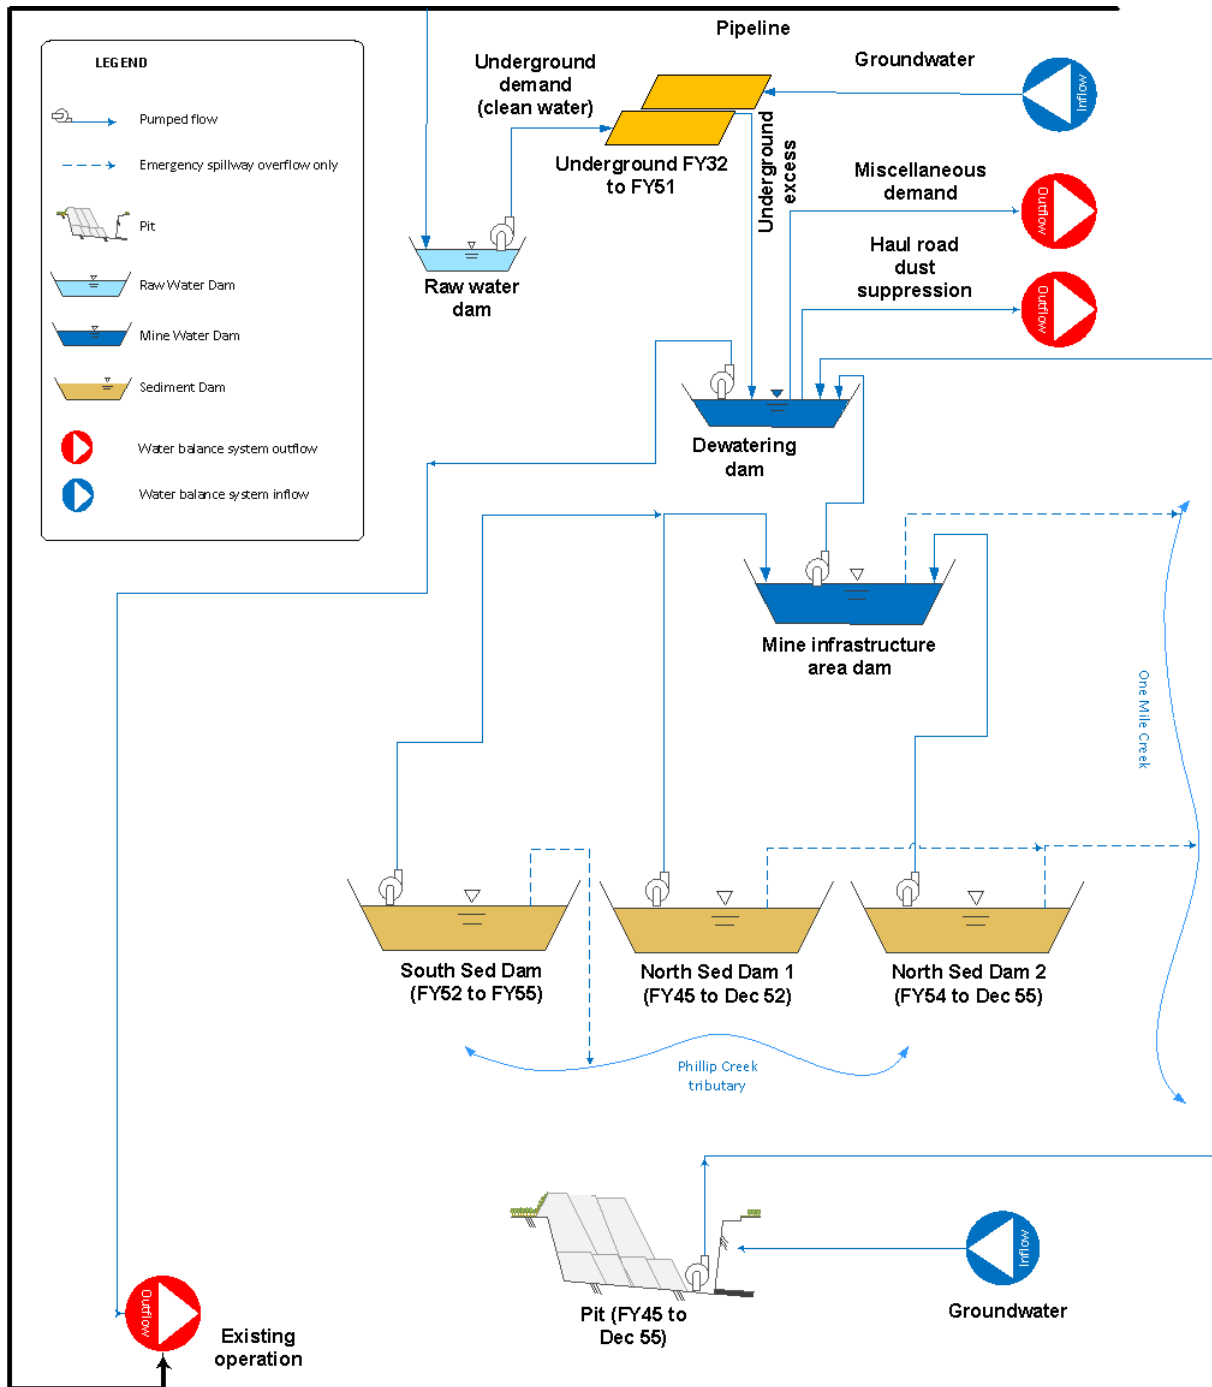 Pipeline
LEGEND
Pumped flow
Emergency spillway overflow only
Pit
Raw Water Dam
Mine Water Dam
Sediment Dam
Water balance system outflow
Water balance system inflow
Underground
demand
(clean water)
Groundwater
Inflow
Underground FY32
to FY51
Underground
excess
Miscellaneous
demand
Outflow
Haul road
dust
suppression
Outflow
Raw water
dam
Dewatering
dam
Mine infrastructure
area dam
One Mile Creek
South Sed Dam
(FY52 to FY55)
North Sed Dam 1
(FY45 to Dec 52)
North Sed Dam 2
(FY54 to Dec 55)
Phillip Creek
tributary
Pit (FY45 to
Dec 55)
Inflow
Groundwater
Outflow
Existing
operation